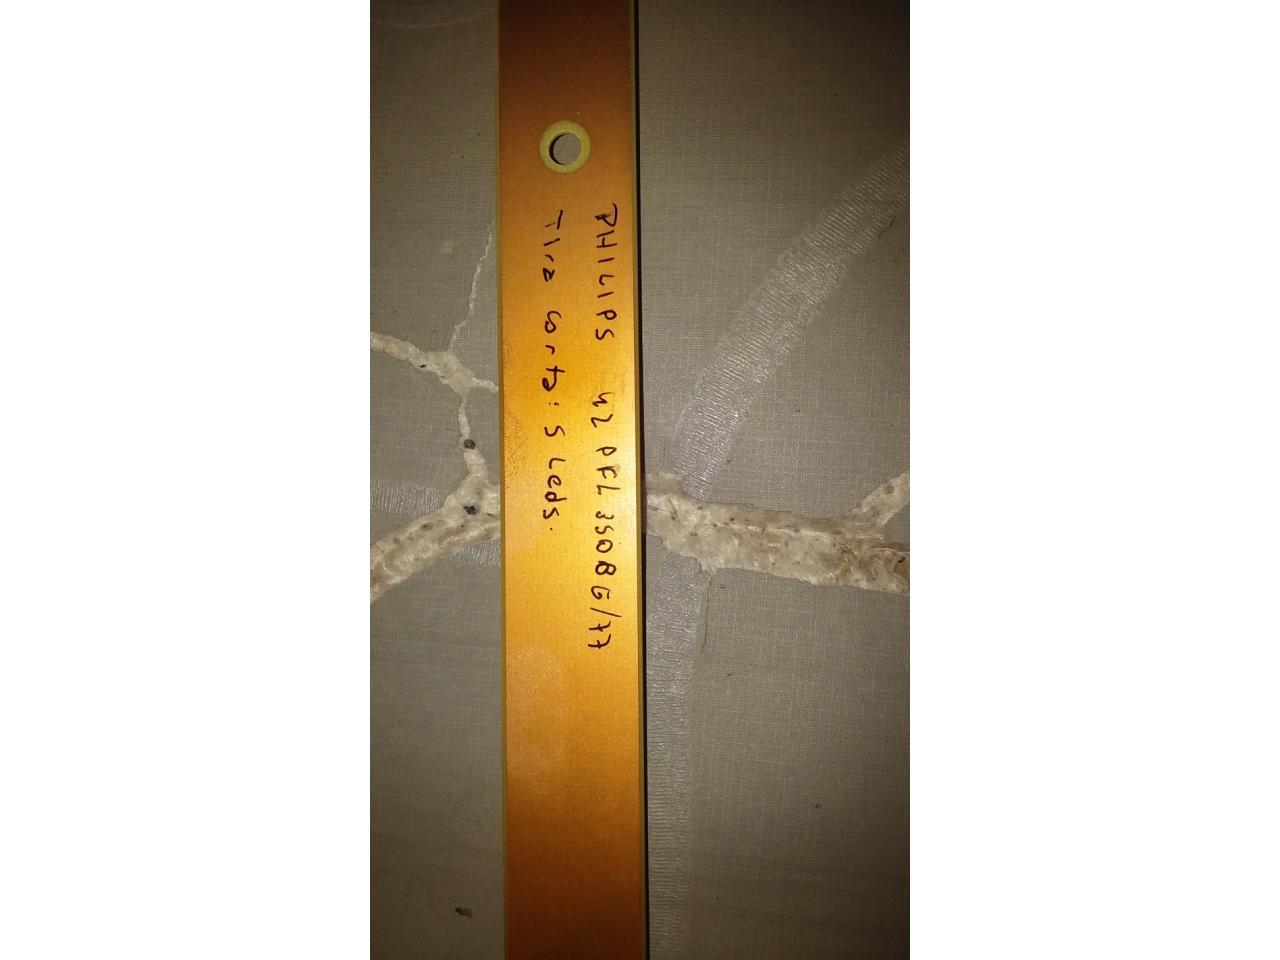 PHILIPS 42 PFL 3508G/77
Tira corta: 5 Leds.